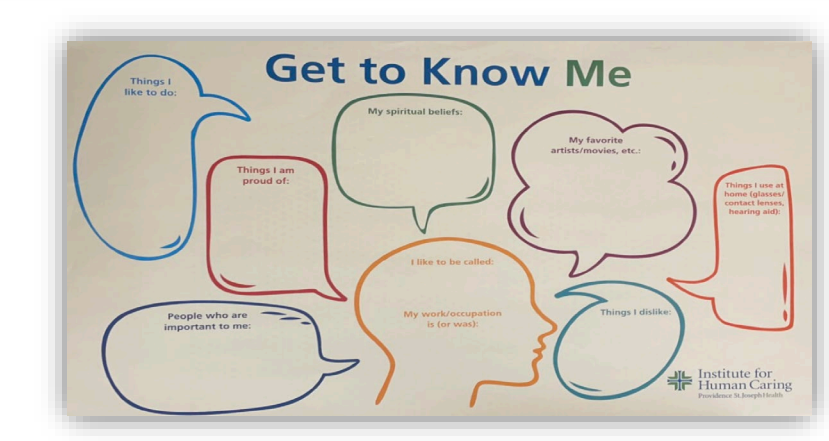 Get to Know Me
Things I
like to do:
My spiritual beliefs:
My favorite
artists/movies, etc.:
Things I am
proud of:
Things I use at
home (glasses/
contact lenses,
hearing aid):
I like to be called:
My work/occupation
is (or was):
People who are
important to me:
Things I dislike:
Institute for
Human Caring
Providence St. Joseph Health